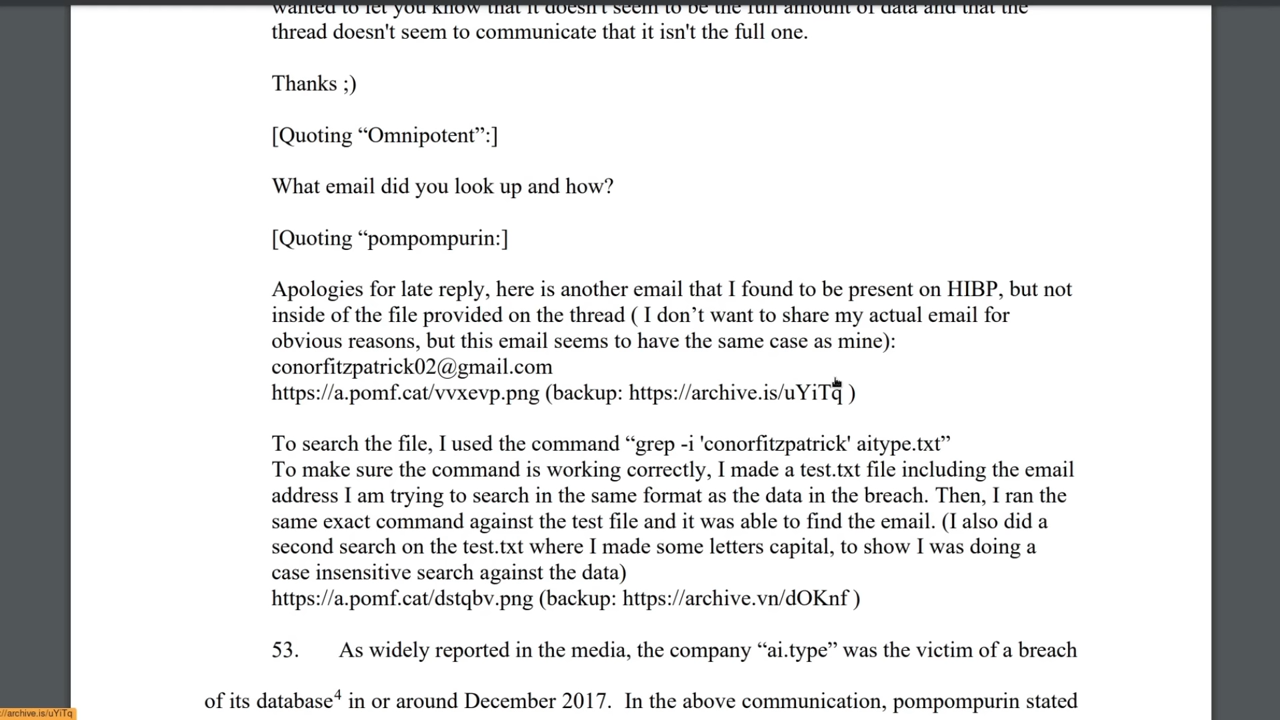 wanted to let you know that it doesn't seem to be the full amount of data and that the
thread doesn't seem to communicate that it isn't the full one.
Thanks ;)
[Quoting “Omnipotent”:]
What email did you look up and how?
[Quoting “pompompurin:]
Apologies for late reply, here is another email that I found to be present on HIBP, but not
inside of the file provided on the thread ( I don’t want to share my actual email for
obvious reasons, but this email seems to have the same case as mine):
conorfitzpatrick02@gmail.com
https://a.pomf.cat/vvxevp.png (backup: https://archive.is/uYiTq )
To search the file, I used the command “grep -i 'conorfitzpatrick' aitype.txt”
To make sure the command is working correctly, I made a test.txt file including the email
address I am trying to search in the same format as the data in the breach. Then, I ran the
same exact command against the test file and it was able to find the email. (I also did a
second search on the test.txt where I made some letters capital, to show I was doing a
case insensitive search against the data)
https://a.pomf.cat/dstqbv.png (backup: https://archive.vn/dOKnf )
53. As widely reported in the media, the company “ai.type” was the victim of a breach
of its database4 in or around December 2017. In the above communication, pompompurin stated
://archive.is/uYiTq